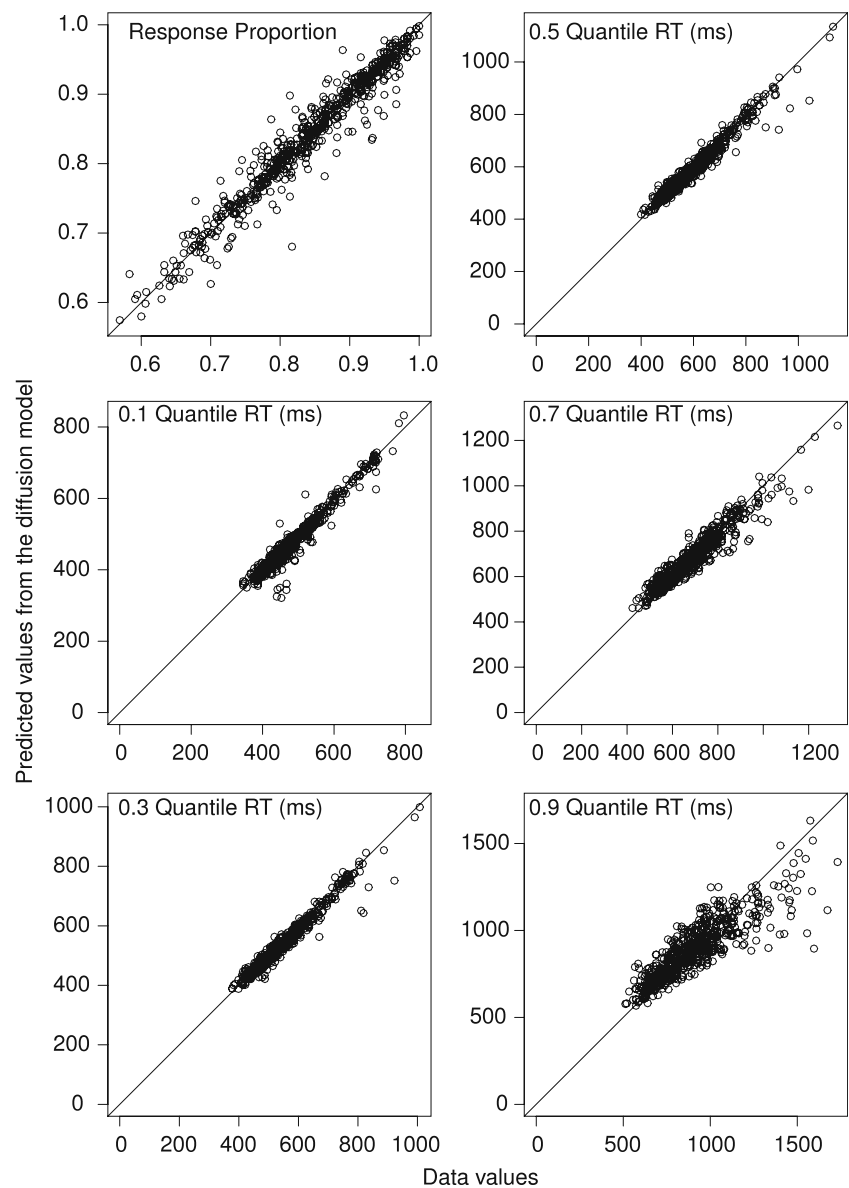 Response Proportion
1.0
0.9
0.8
0.7
0.6
0.6 0.7 0.8 0.9 1.0
0.5 Quantile RT (ms)
1000
800
600
400
200
0
0 200 400 600 800 1000
0.1 Quantile RT (ms)
800
600
400
200
0
0 200 400 600 800
0.7 Quantile RT (ms)
1200
1000
800
600
400
200
0
0 200 400 600 800 1200
0.3 Quantile RT (ms)
1000
800
600
400
200
0
0 200 400 600 800 1000
0.9 Quantile RT (ms)
1500
1000
500
0
0 500 1000 1500
Predicted values from the diffusion model
Data values